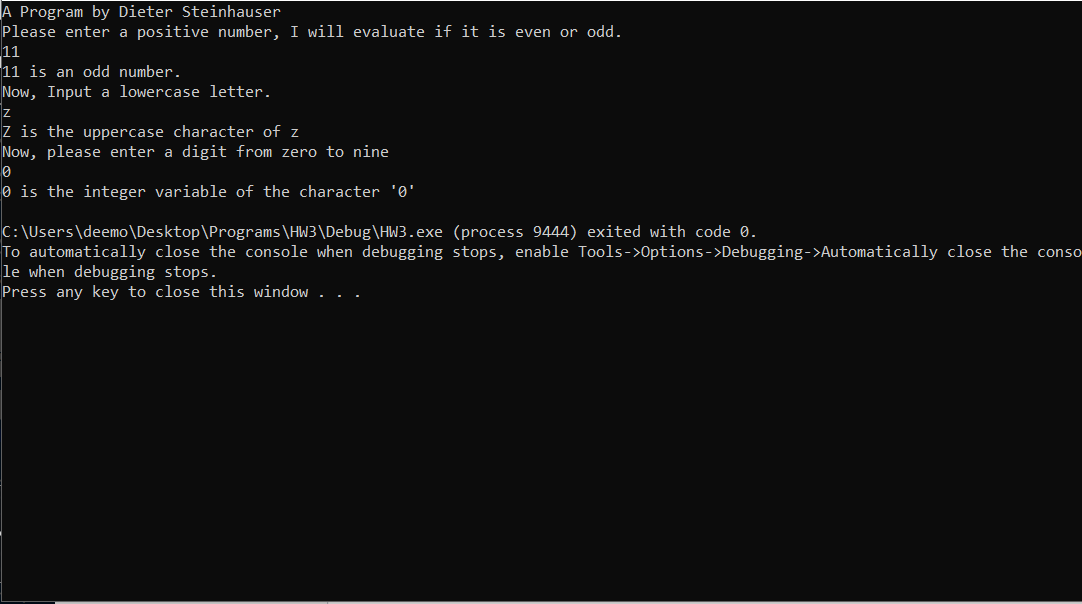 A Program by Dieter Steinhauser
Please enter a positive number, I will evaluate if it is even or odd.
11
11 is an odd number.
Now, Input a lowercase letter.
z
Z is the uppercase character of z
Now, please enter a digit from zero to nine
0
0 is the integer variable of the character '0'
C:\Users\deemo\Desktop\Programs\HW3\Debug\HW3.exe (process 9444) exited with code 0.
To automatically close the console when debugging stops, enable Tools->Options->Debugging->Automatically close the conso
le when debugging stops.
Press any key to close this window . . .